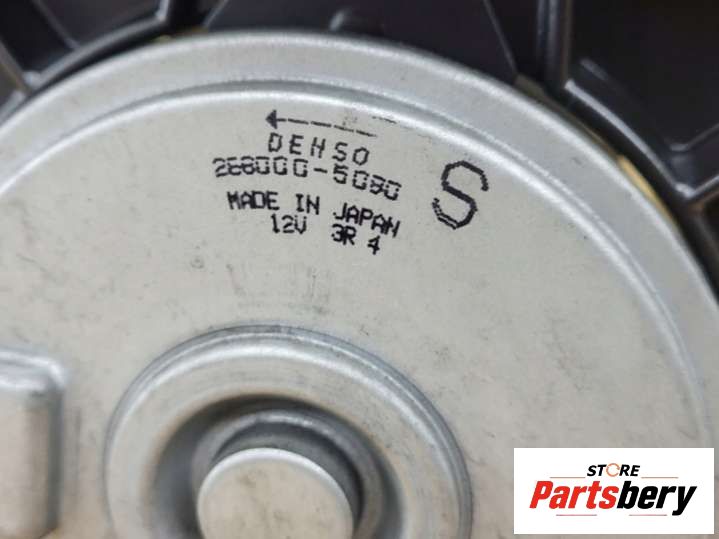 DENSO
268000-5080
MADE IN JAPAN
12V 3R 4
S
STORE
Partsbery